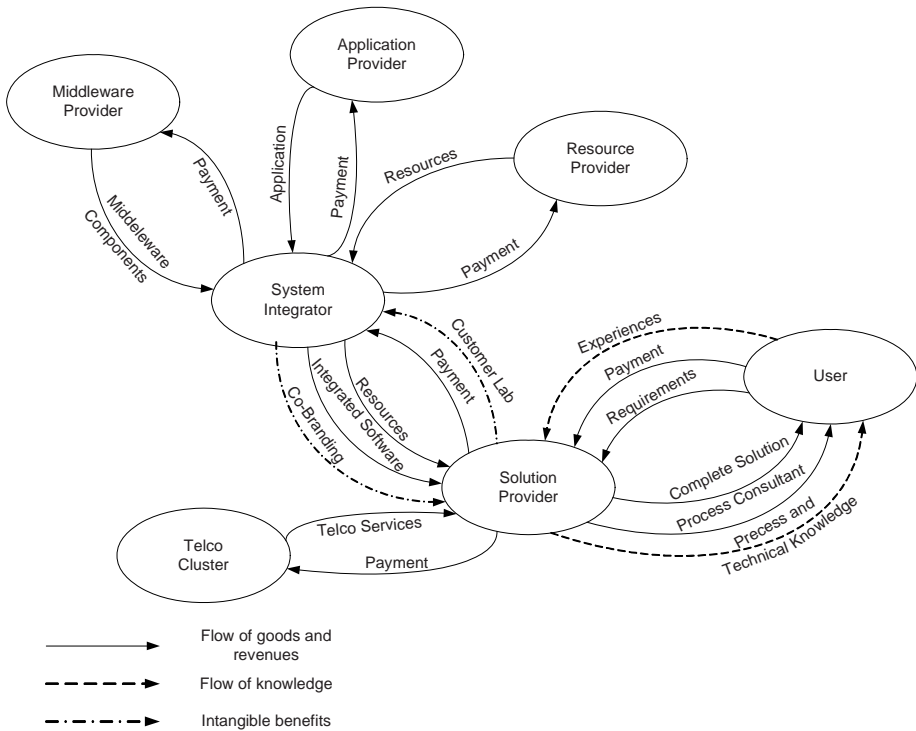 Application
Provider
Middleware
Provider
Resource
Provider
Application
Payment
Resources
Payment
Middeleware
Components
Payment
System
Integrator
Customer Lab
Payment
Resources
Integrated Software
Co-Branding
Experiences
Payment
Requirements
User
Complete Solution
Process Consultant
Precess and
Technical Knowledge
Solution
Provider
Telco Services
Payment
Telco
Cluster
Flow of goods and
revenues
Flow of knowledge
Intangible benefits